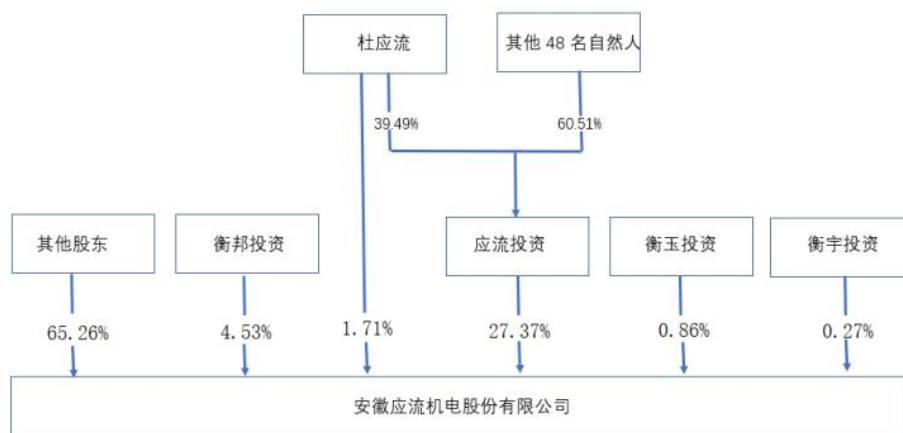 杜应流
其他 48 名自然人
39.49%
60.51%
其他股东
衡邦投资
应流投资
衡玉投资
衡宇投资
65.26%
4.53%
1.71%
27.37%
0.86%
0.27%
安徽应流机电股份有限公司